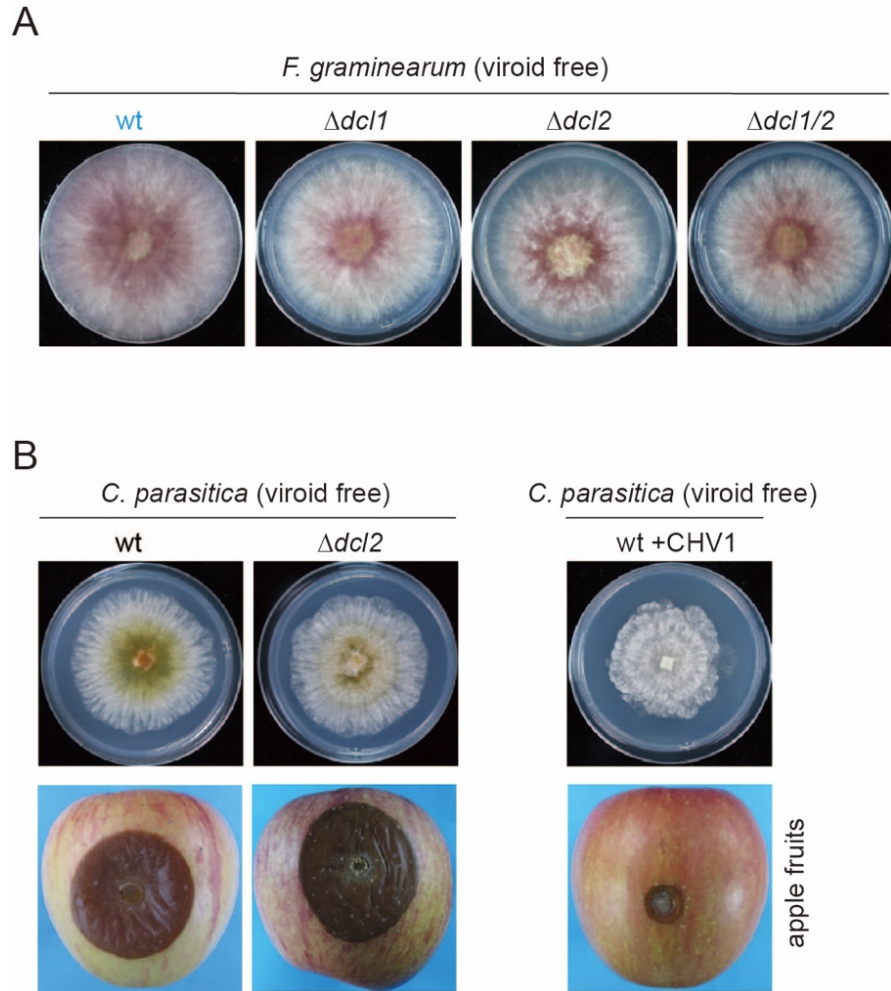 A
F. graminearum (viroid free)
wt
Δdcl1
Δdcl2
Δdcl1/2
B
C. parasitica (viroid free)
C. parasitica (viroid free)
wt
Δdcl2
wt +CHV1
apple fruits